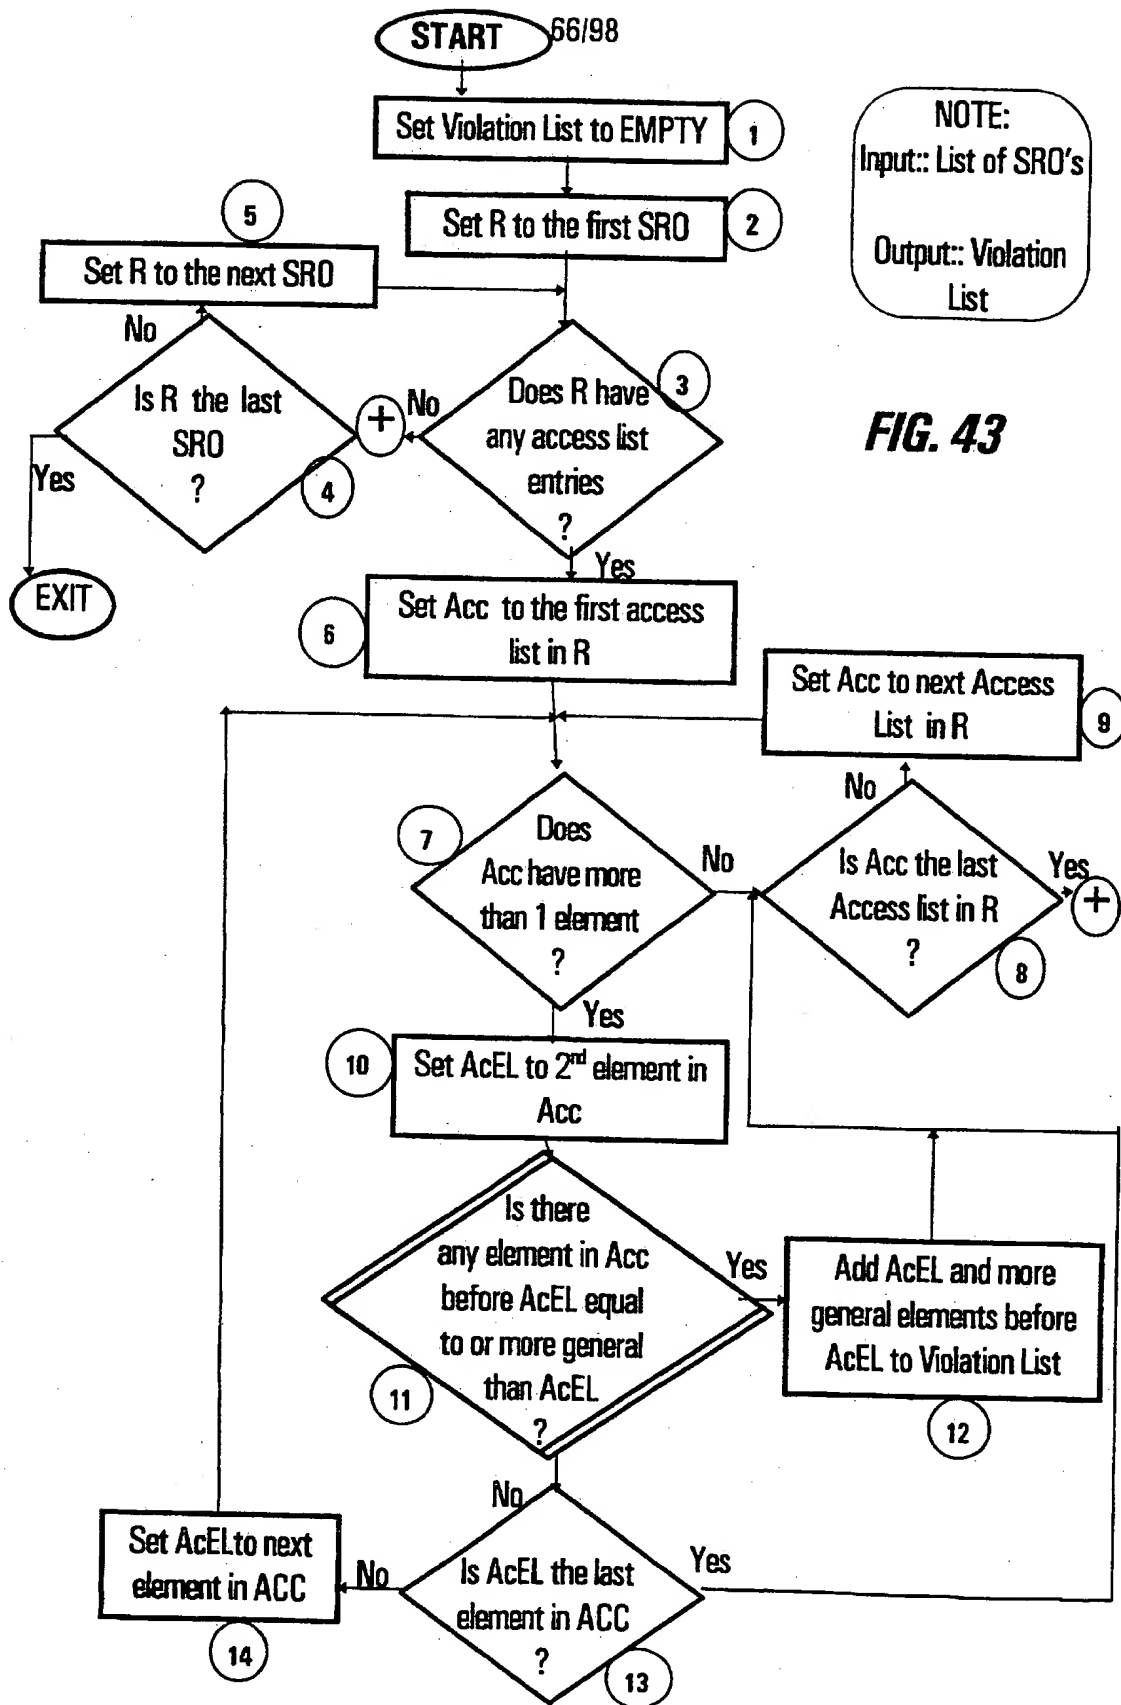 START
66/98
Set Violation List to EMPTY
1
NOTE:
Input:: List of SRO's
Output:: Violation
List
Set R to the first SRO
2
5
Set R to the next SRO
No
Is R the last
SRO
?
4
Yes
EXIT
+
No
Does R have
any access list
entries
?
3
FIG. 43
Yes
Set Acc to the first access
list in R
6
Set Acc to next Access
List in R
9
No
Does
Acc have more
than 1 element
?
7
No
Is Acc the last
Access list in R
?
8
Yes
+
Yes
10
Set AcEL to 2nd element in
Acc
Is there
any element in Acc
before AcEL equal
to or more general
than AcEL
?
11
Yes
Add AcEL and more
general elements before
AcEL to Violation List
12
No
Set AcELto next
element in ACC
14
No
Is AcEL the last
element in ACC
?
13
Yes